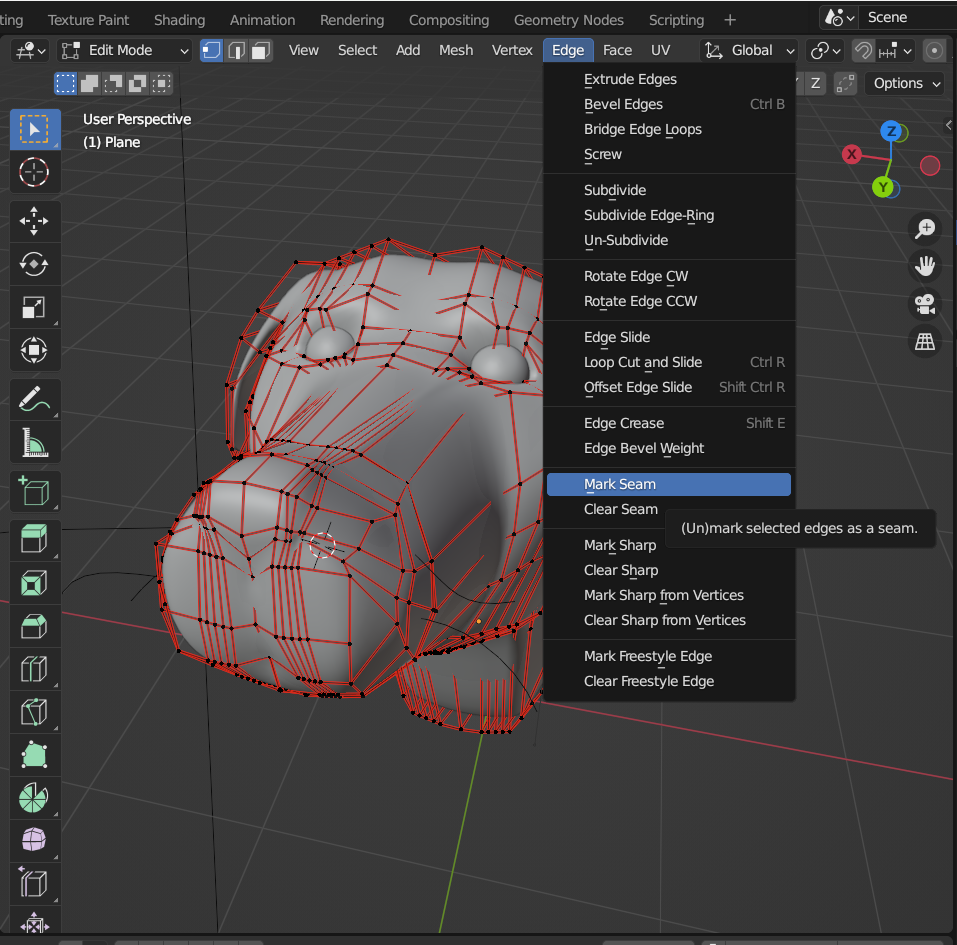 ting Texture Paint Shading Animation Rendering Compositing Geometry Nodes Scripting + Scene
Edit Mode View Select Add Mesh Vertex Edge Face UV Global
Z Options
User Perspective
(1) Plane
Z
X
Y
Extrude Edges
Bevel Edges Ctrl B
Bridge Edge Loops
Screw
Subdivide
Subdivide Edge-Ring
Un-Subdivide
Rotate Edge CW
Rotate Edge CCW
Edge Slide
Loop Cut and Slide Ctrl R
Offset Edge Slide Shift Ctrl R
Edge Crease Shift E
Edge Bevel Weight
Mark Seam
Clear Seam
(Un)mark selected edges as a seam.
Mark Sharp
Clear Sharp
Mark Sharp from Vertices
Clear Sharp from Vertices
Mark Freestyle Edge
Clear Freestyle Edge